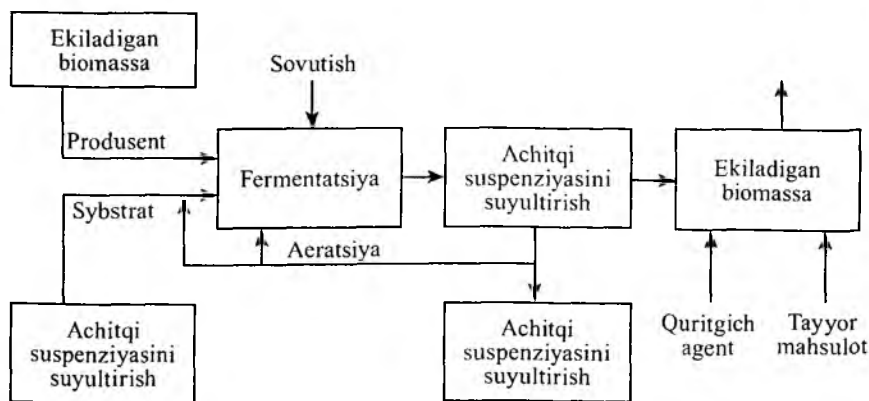 Ekiladigan
biomassa
Sovutish
Produsent
Fermentatsiya
Achitqi
suspenziyasini
suyultirish
Ekiladigan
biomassa
Sybstrat
Aeratsiya
Achitqi
suspenziyasini
suyultirish
Achitqi
suspenziyasini
suyultirish
Quritgich
agent
Tayyor
mahsulot